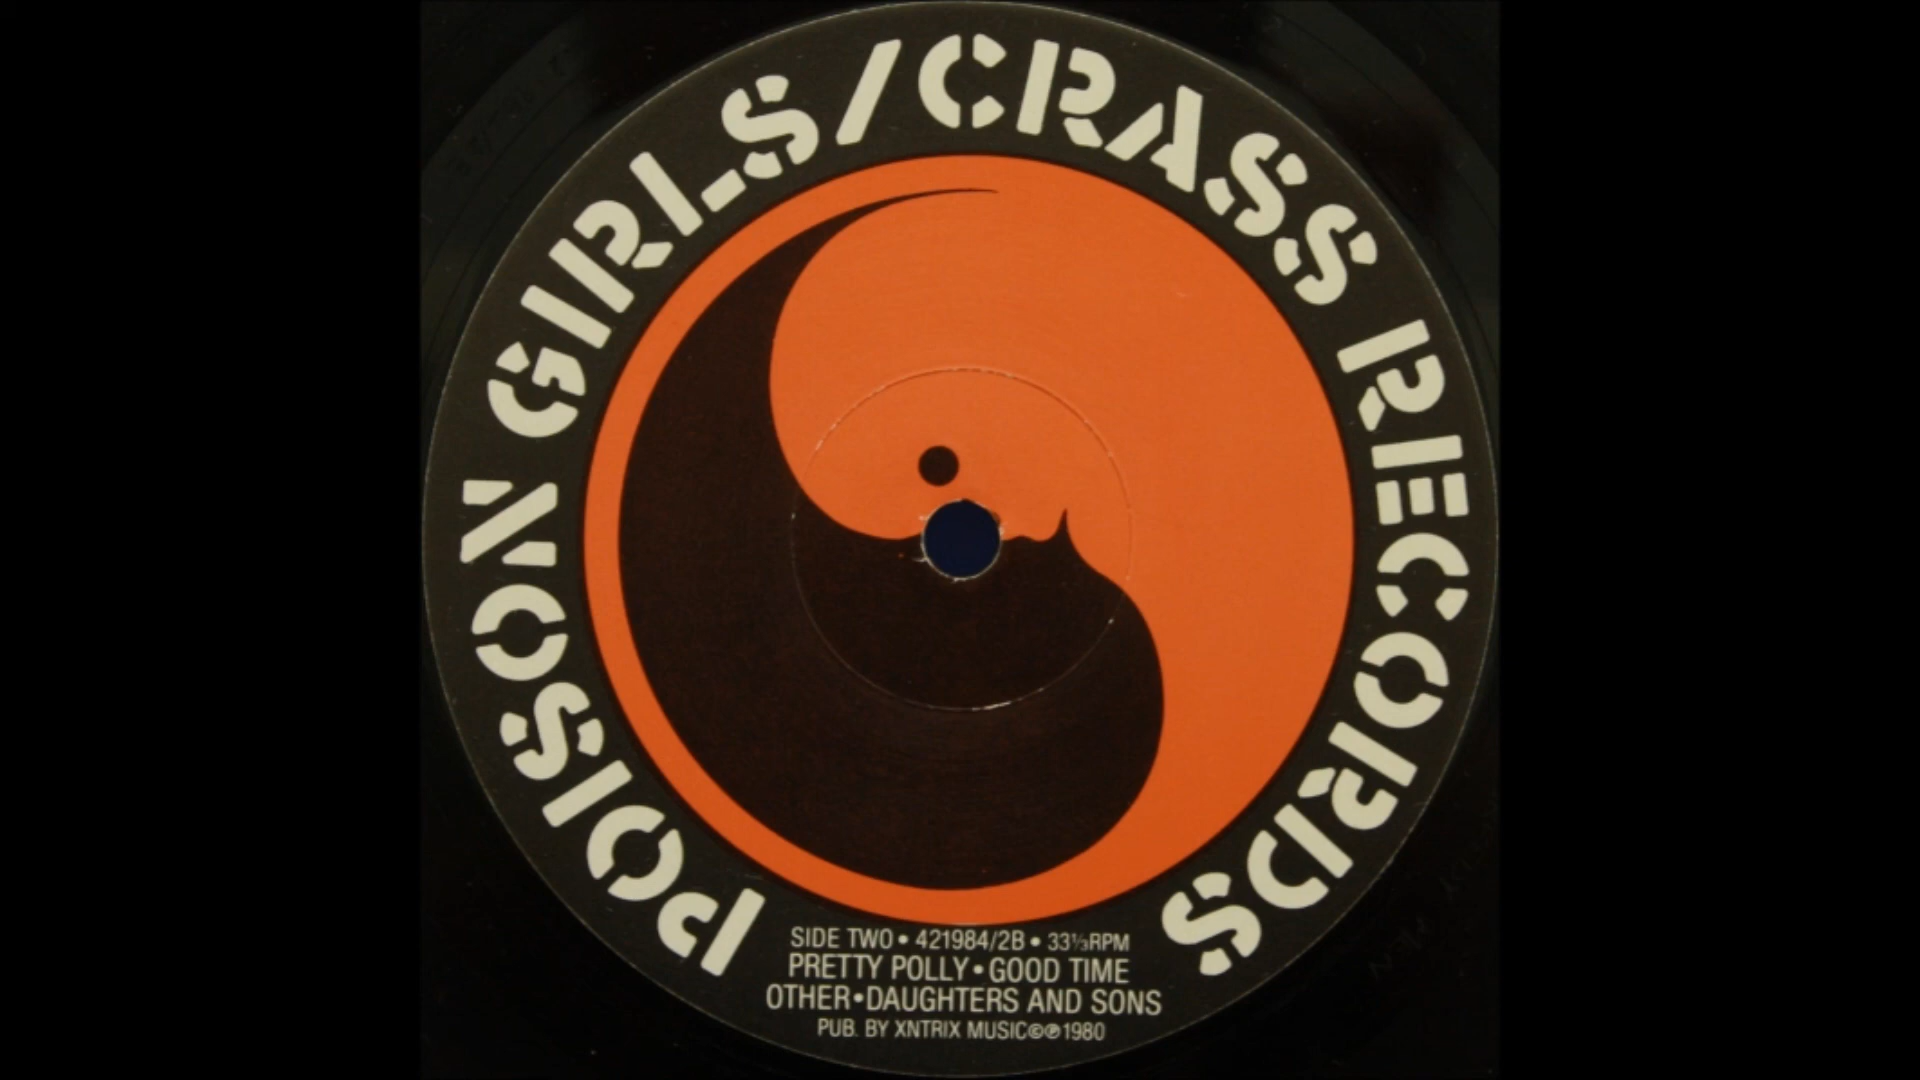 POISON GIRLS/CRASS RECORDS
SIDE TWO • 421984/2B • 33⅓RPM
PRETTY POLLY • GOOD TIME
OTHER • DAUGHTERS AND SONS
PUB. BY XNTRIX MUSIC©℗1980